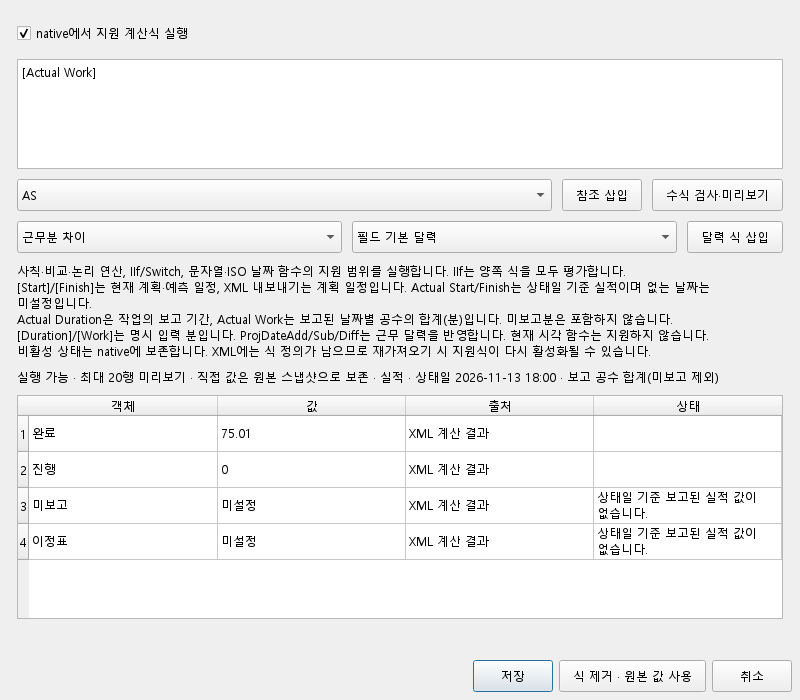 native에서 지원 계산식 실행
[Actual Work]
AS
참조 삽입
수식 검사·미리보기
근무분 차이
필드 기본 달력
달력 식 삽입
사칙·비교·논리 연산, IIf/Switch, 문자열·ISO 날짜 함수의 지원 범위를 실행합니다. IIf는 양쪽 식을 모두 평가합니다.
[Start]/[Finish]는 현재 계획·예측 일정, XML 내보내기는 계획 일정입니다. Actual Start/Finish는 상태일 기준 실적이며 없는 날짜는
미설정입니다.
Actual Duration은 작업의 보고 기간, Actual Work는 보고된 날짜별 공수의 합계(분)입니다. 미보고분은 포함하지 않습니다.
[Duration]/[Work]는 명시 입력 분입니다. ProjDateAdd/Sub/Diff는 근무 달력을 반영합니다. 현재 시각 함수는 지원하지 않습니다.
비활성 상태는 native에 보존합니다. XML에는 식 정의가 남으므로 재가져오기 시 지원식이 다시 활성화될 수 있습니다.
실행 가능 · 최대 20행 미리보기 · 직접 값은 원본 스냅샷으로 보존 · 실적 · 상태일 2026-11-13 18:00 · 보고 공수 합계(미보고 제외)
객체 값 출처 상태
1 완료 75.01 XML 계산 결과
2 진행 0 XML 계산 결과
3 미보고 미설정 XML 계산 결과 상태일 기준 보고된 실적 값이
없습니다.
4 이정표 미설정 XML 계산 결과 상태일 기준 보고된 실적 값이
없습니다.
저장
식 제거 · 원본 값 사용
취소